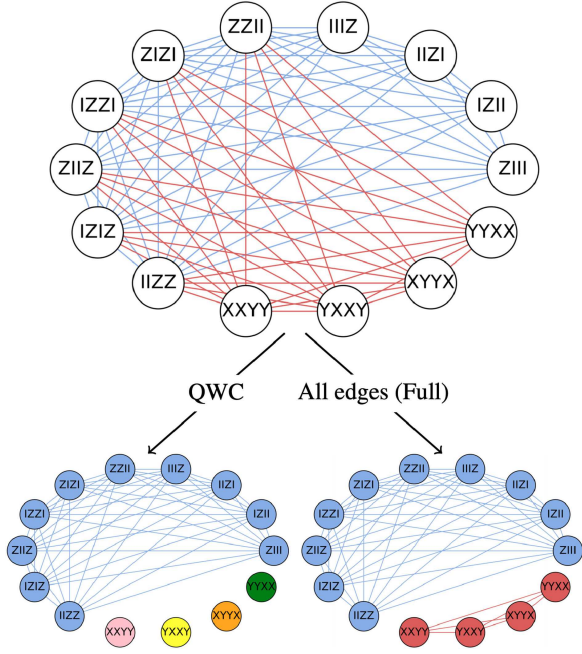 ZZII IIIZ
ZIZI IIZI
IZZI IZII
ZIIZ ZIII
IZIZ YYXX
IIZZ XYYX
XXYY YXXY
QWC All edges (Full)
ZZII IIIZ ZZII IIIZ
ZIZI IIZI ZIZI IIZI
IZZI IZII IZZI IZII
ZIIZ ZIII ZIIZ ZIII
IZIZ YYXX IZIZ YYXX
IIZZ XYYX IIZZ XYYX
XXYY YXXY XXYY YXXY